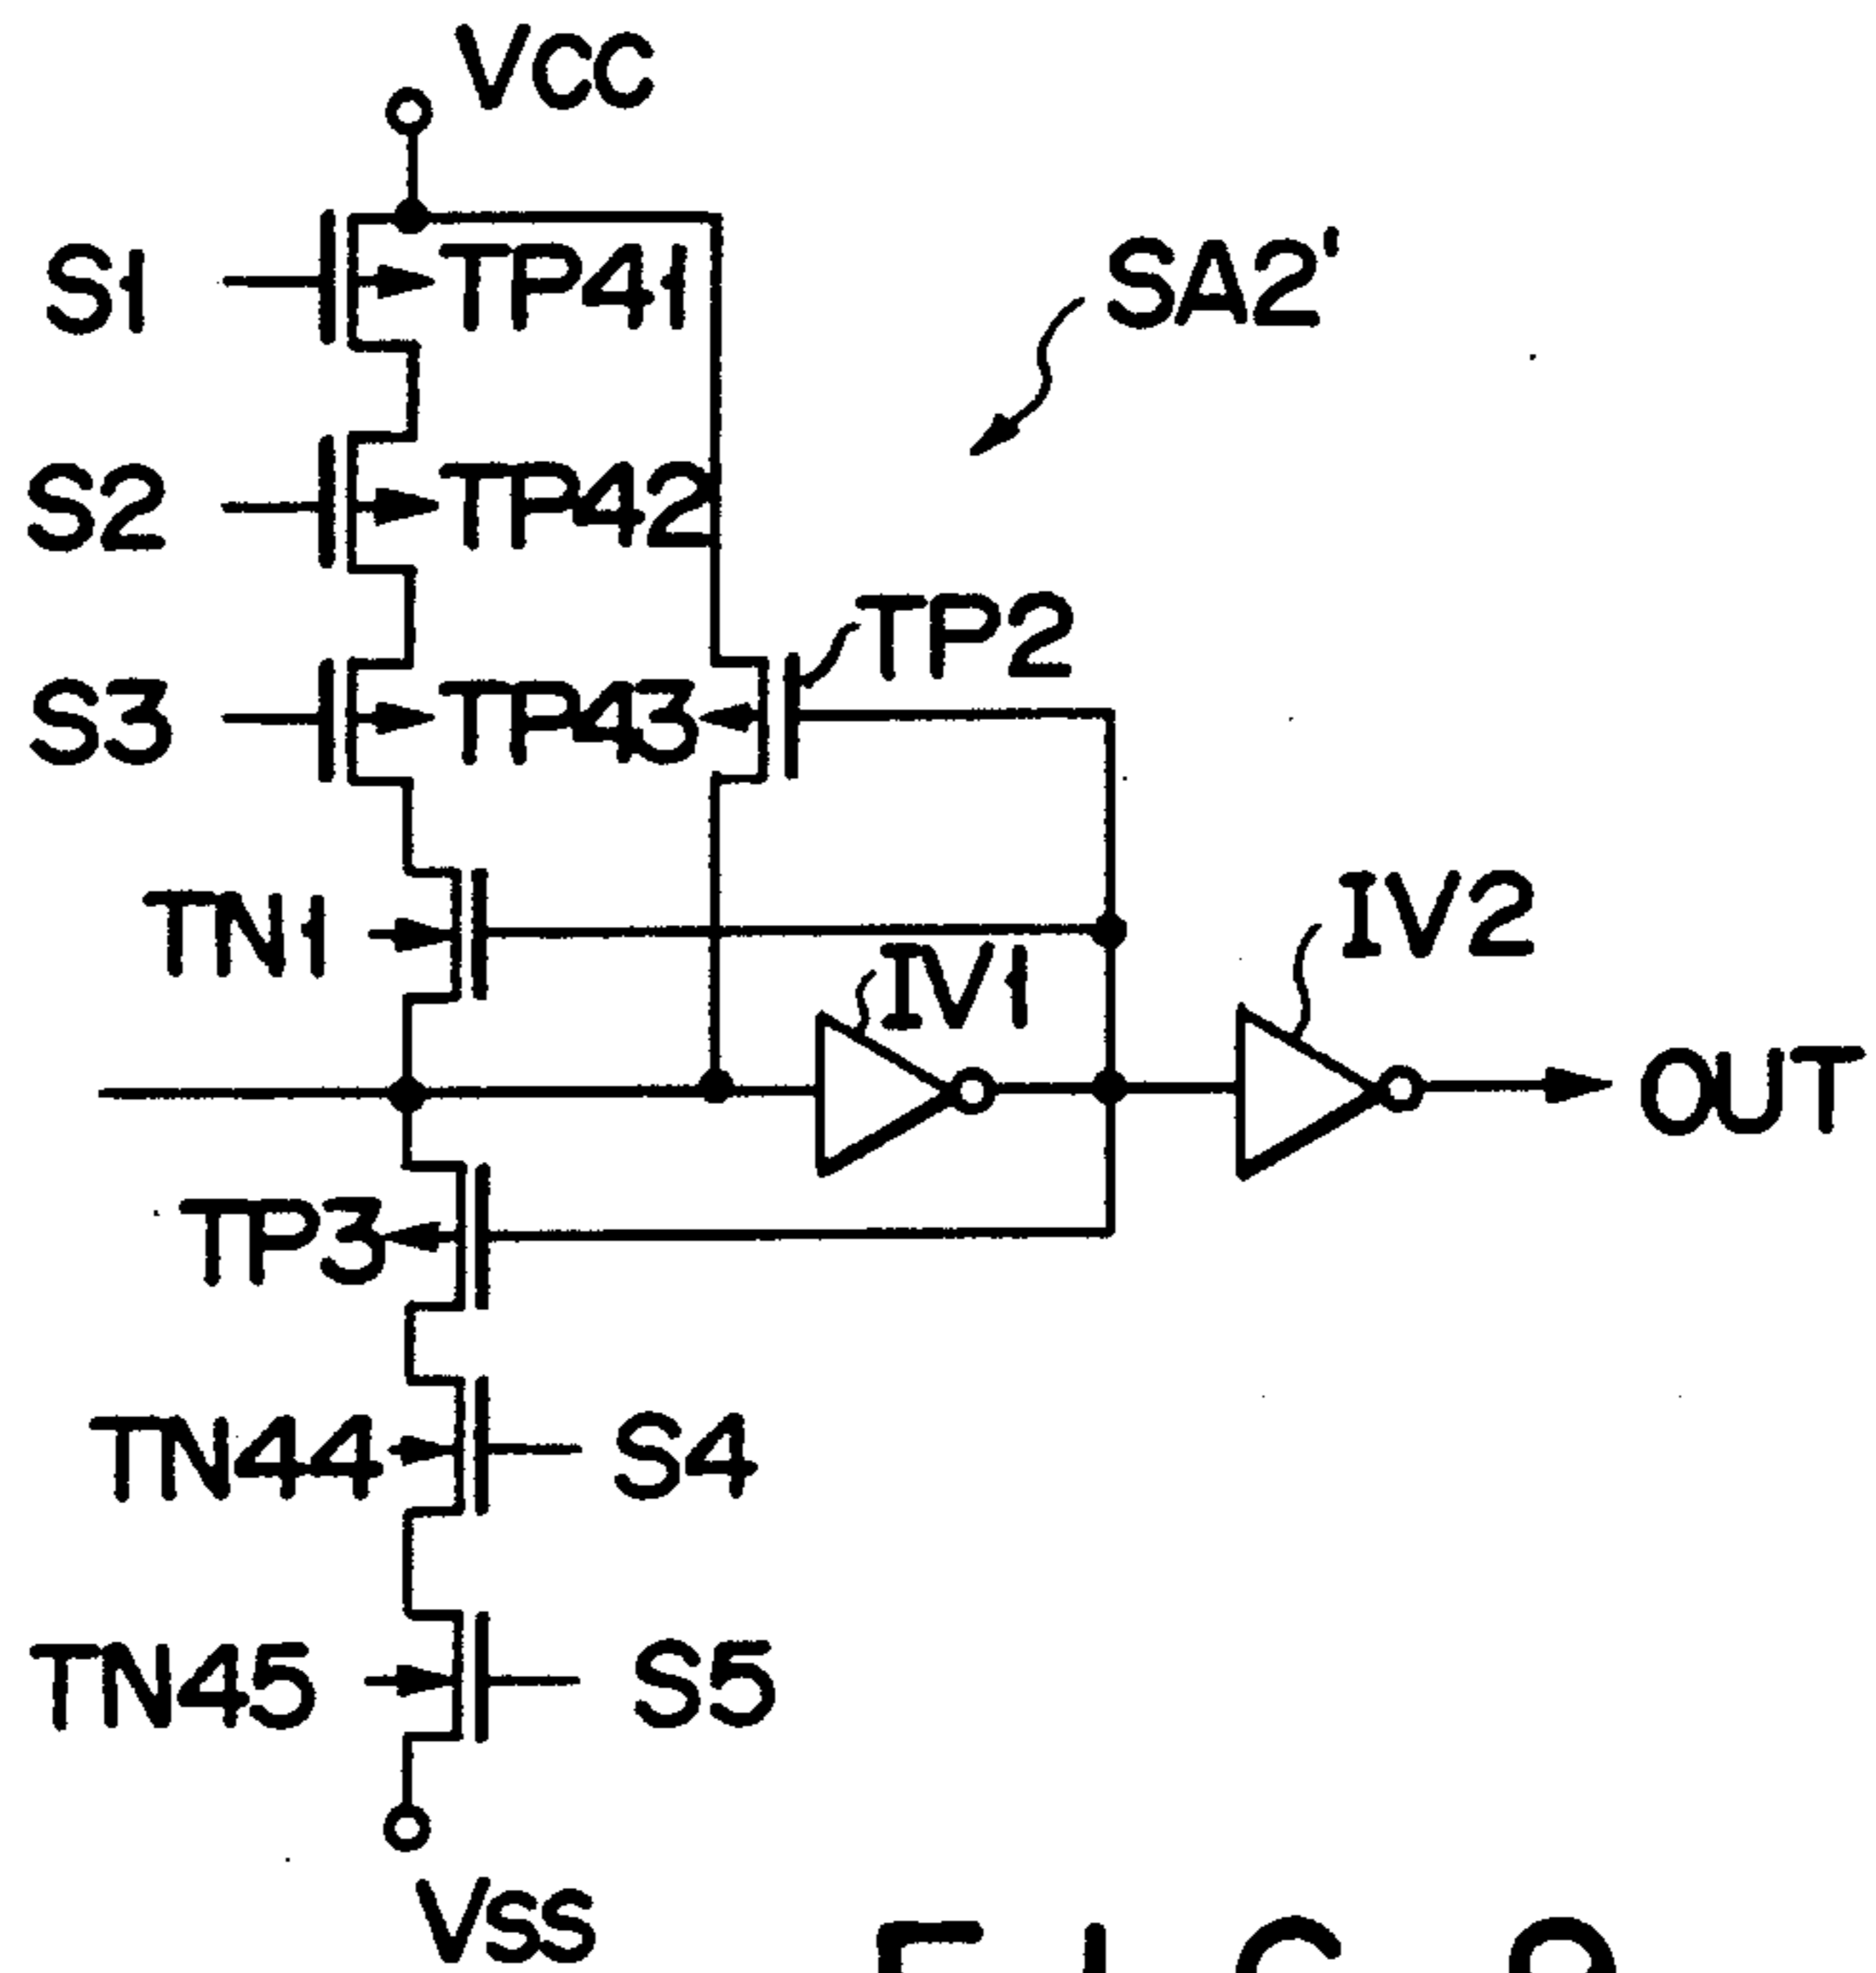 VCC
S1 TP41
SA2'
S2 TP42
TP2
S3 TP43
TN1
IV1
IV2
OUT
TP3
TN44 S4
TN45 S5
VSS